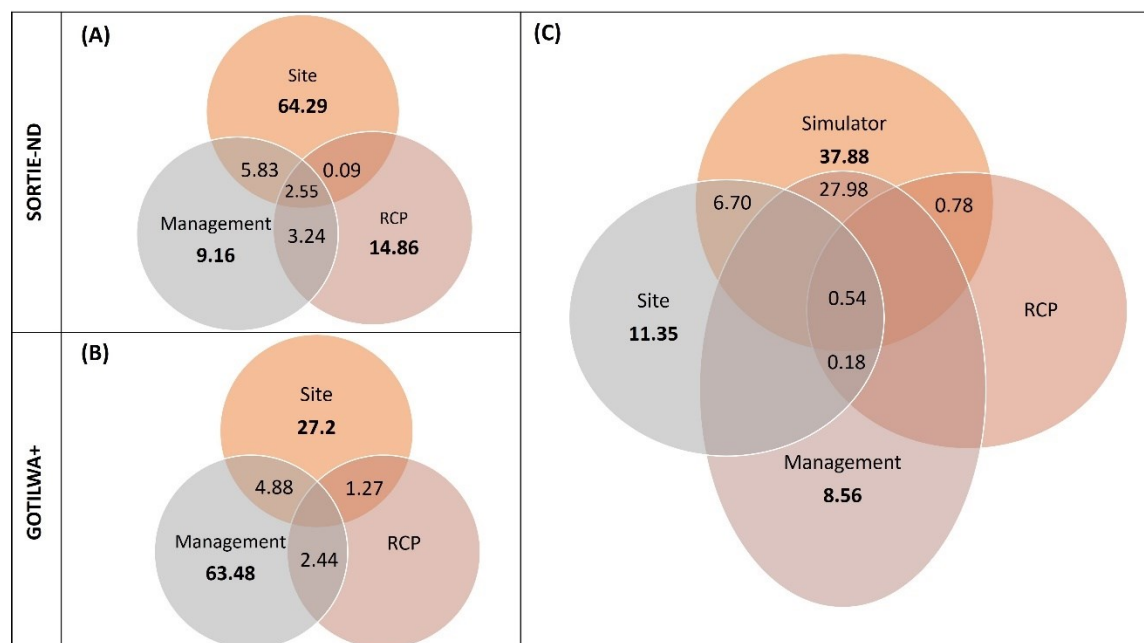 SORTIE-ND
(A)
Site
64.29
5.83
0.09
2.55
Management
9.16
3.24
RCP
14.86
GOTILWA+
(B)
Site
27.2
4.88
1.27
Management
63.48
2.44
RCP
(C)
Simulator
37.88
27.98
6.70
0.78
Site
11.35
0.54
RCP
0.18
Management
8.56